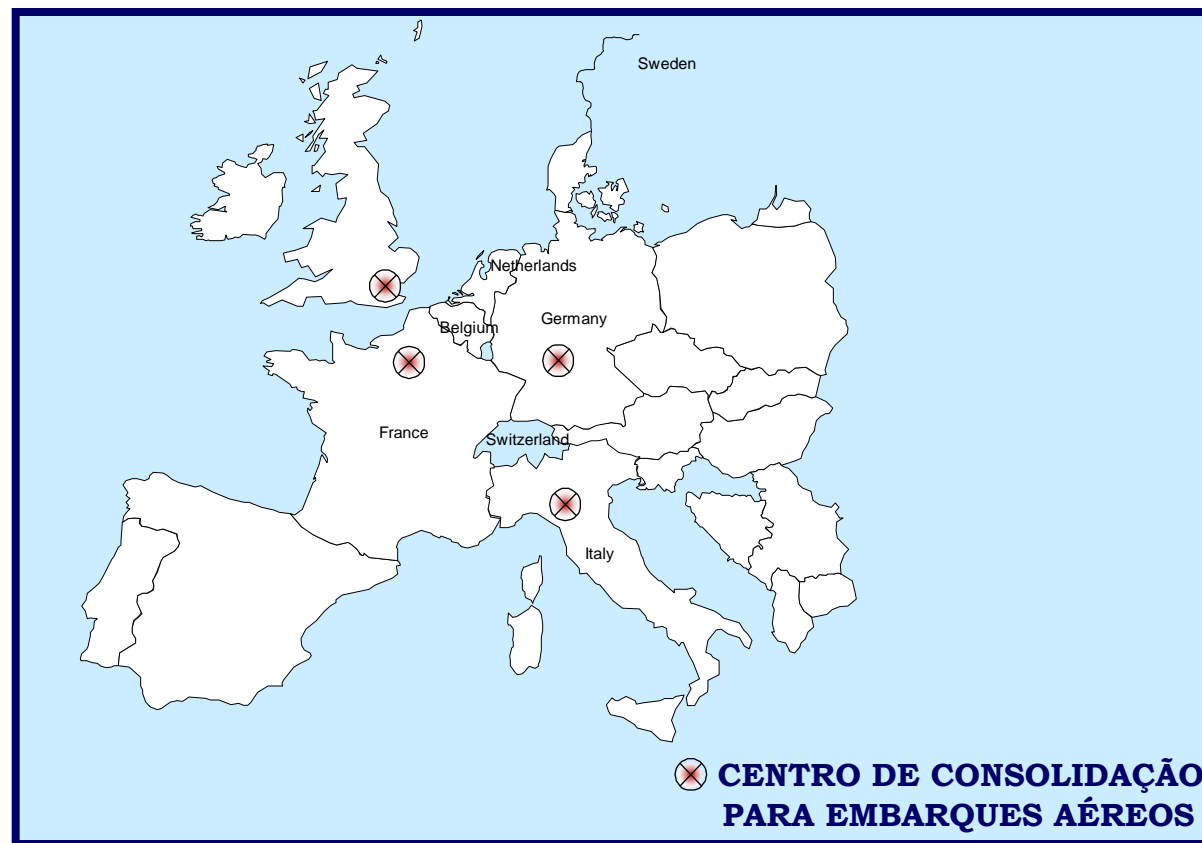 Sweden
Netherlands
Germany
Belgium
France
Switzerland
Italy
CENTRO DE CONSOLIDAÇÃO
PARA EMBARQUES AÉREOS